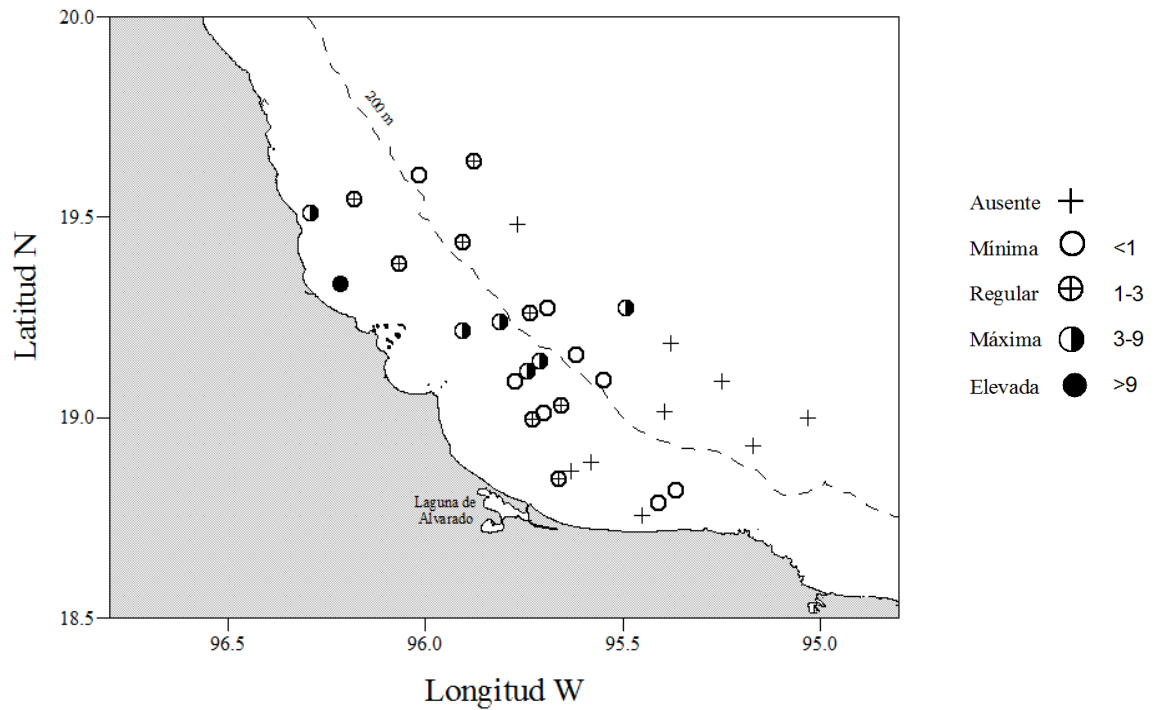 20.0
200 m
19.5
19.0
18.5
Latitud N
Laguna de
Alvarado
96.5 96.0 95.5 95.0
Longitud W
Ausente
Mínima <1
Regular 1-3
Máxima 3-9
Elevada >9